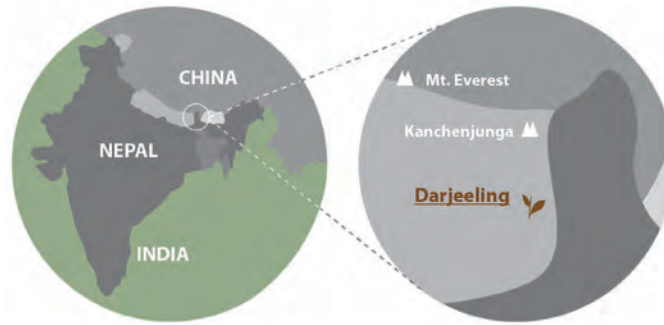 CHINA
NEPAL
INDIA
Mt. Everest
Kanchenjunga
Darjeeling